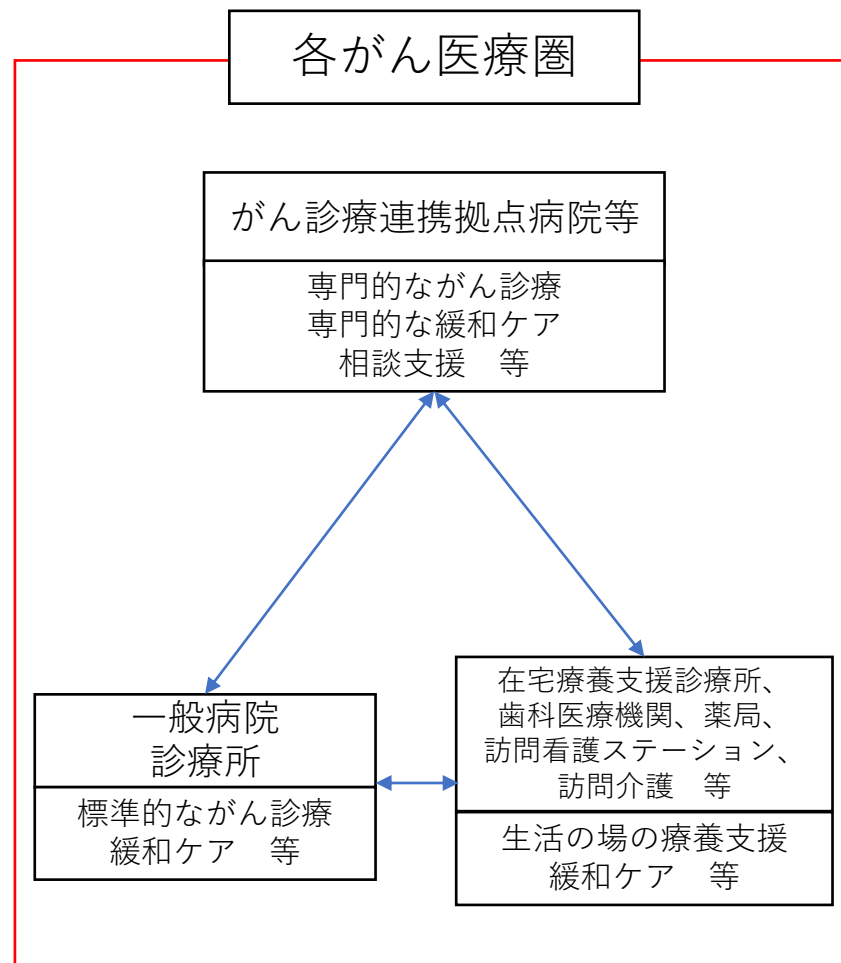 各がん医療圏
がん診療連携拠点病院等
専門的ながん診療
専門的な緩和ケア
相談支援　等
一般病院
診療所
標準的ながん診療
緩和ケア　等
在宅療養支援診療所、
歯科医療機関、薬局、
訪問看護ステーション、
訪問介護　等
生活の場の療養支援
緩和ケア　等